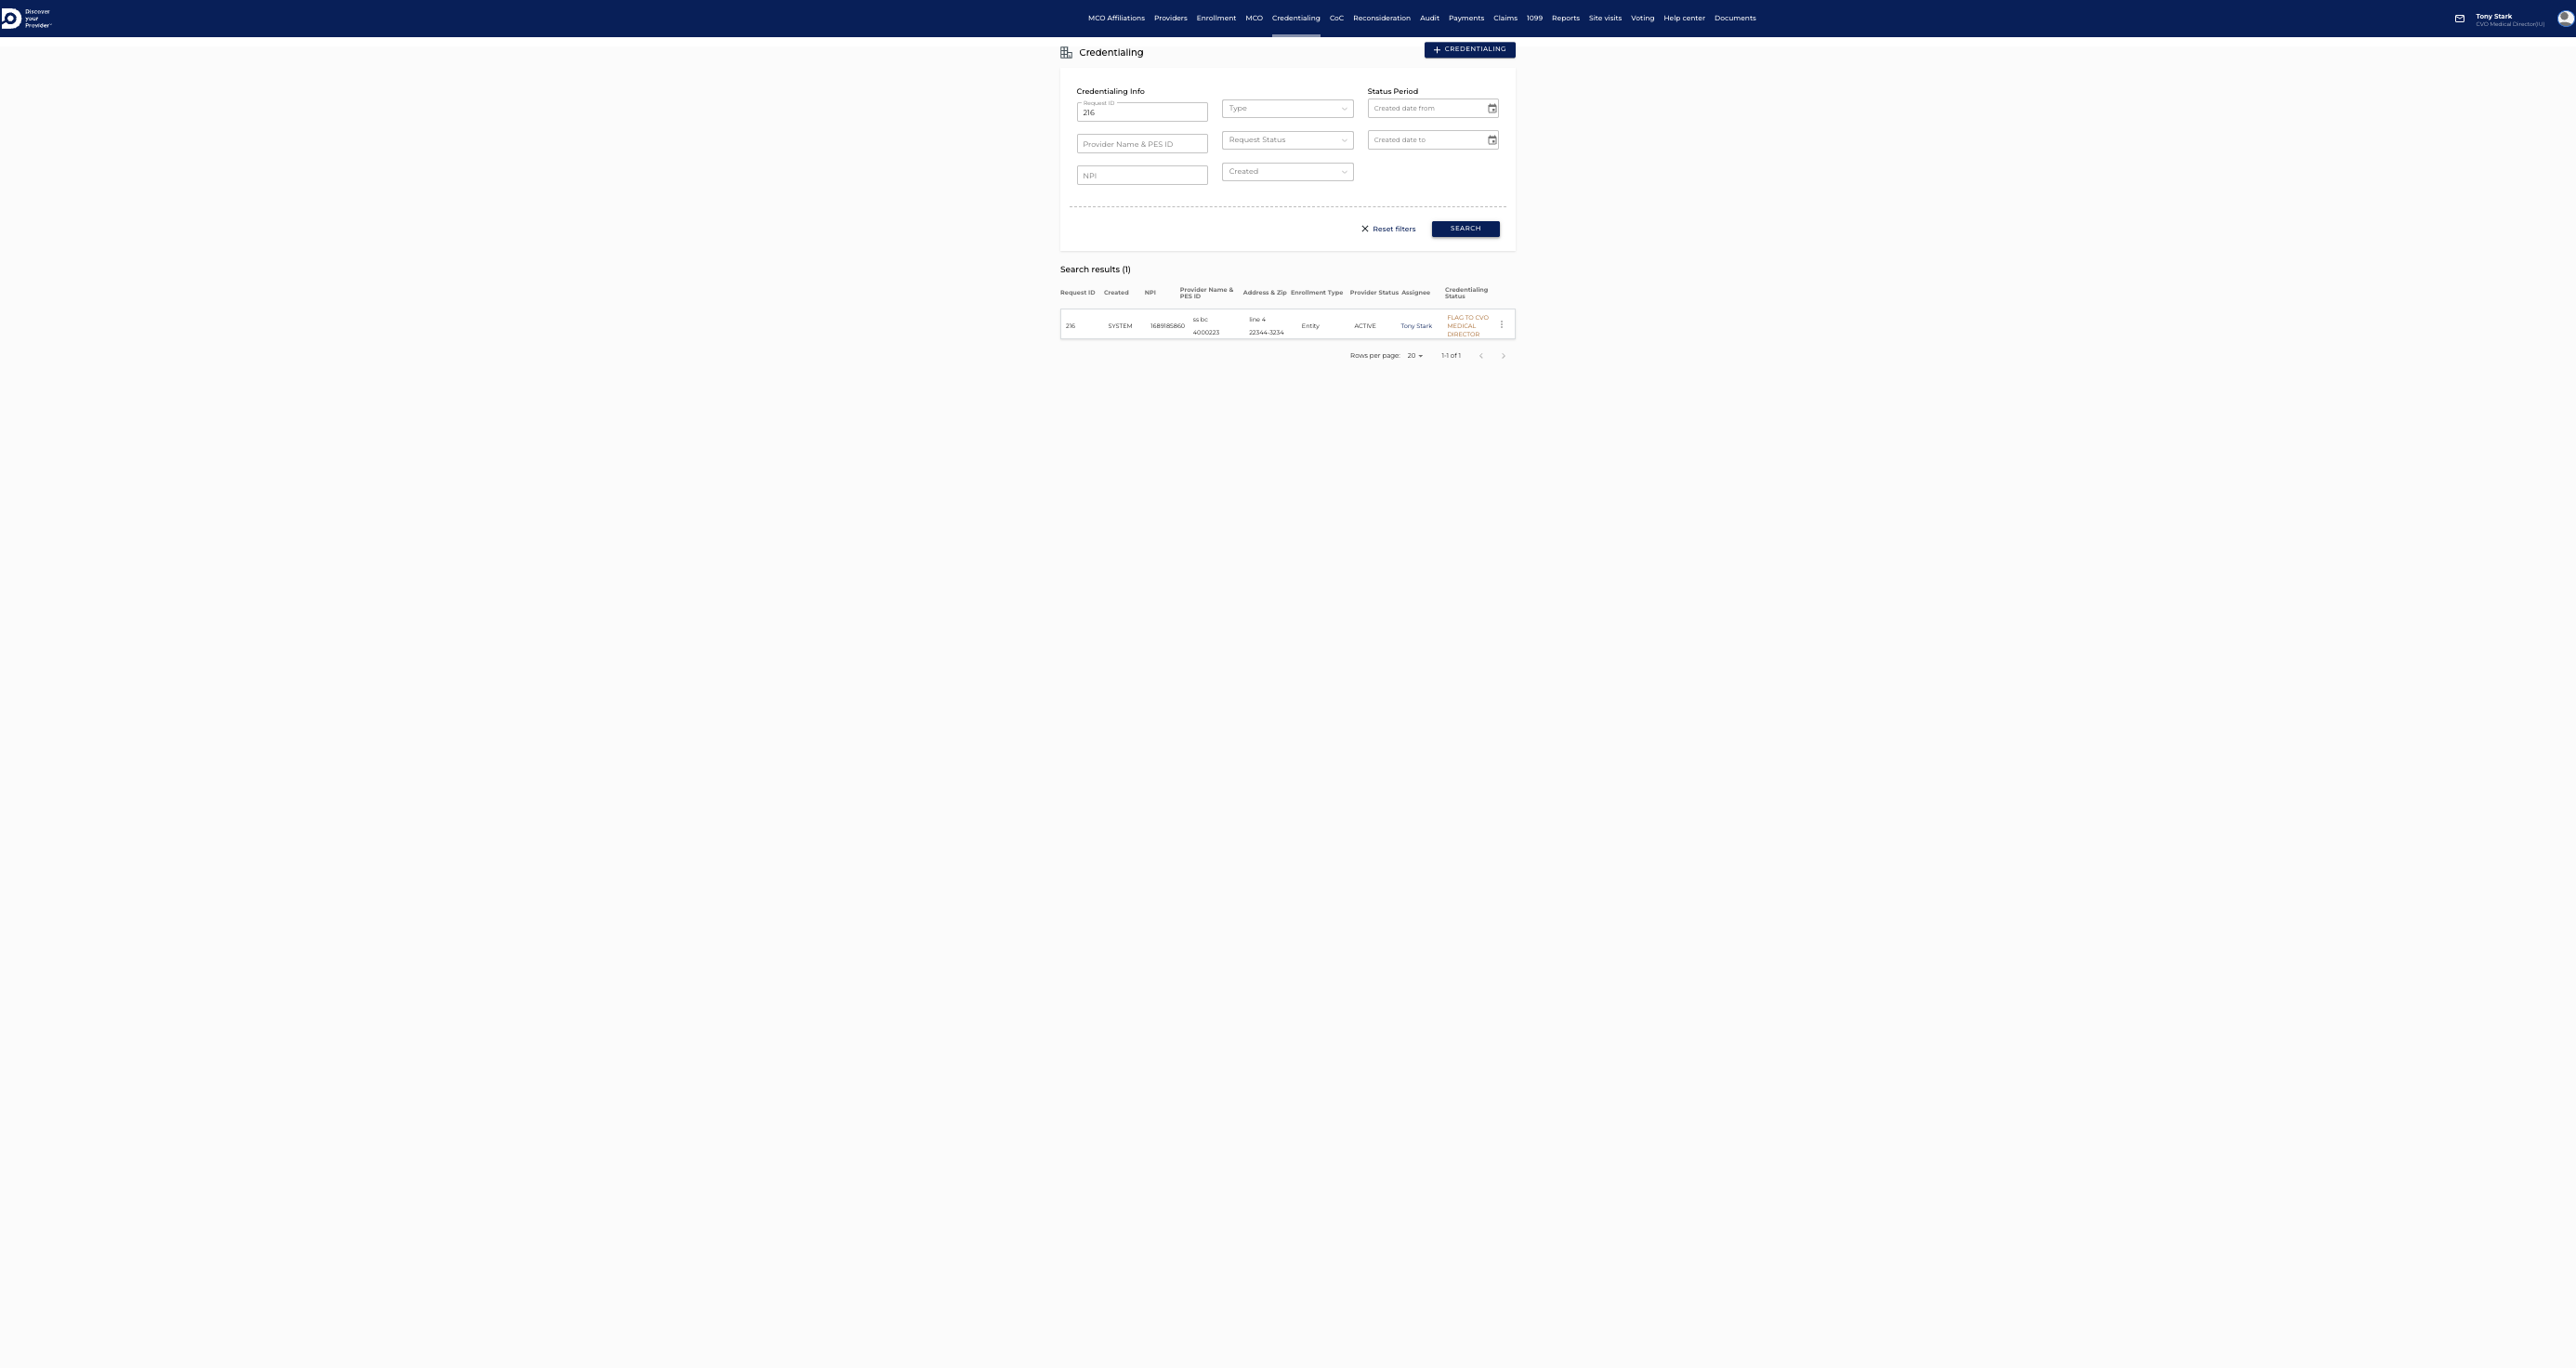 Discover
your
Provider
MCO Affiliations Providers Enrollment MCO Credentialing CoC Reconsideration Audit Payments Claims 1099 Reports Site visits Voting Help center Documents
Tony Stark
CVO Medical Director(IU)
Credentialing
CREDENTIALING
Credentialing Info
Status Period
Request ID
216
Type
Created date from
Provider Name & PES ID
Request Status
Created date to
NPI
Created
Reset filters
SEARCH
Search results (1)
Request ID Created NPI Provider Name & PES ID Address & Zip Enrollment Type Provider Status Assignee Credentialing Status
216 SYSTEM 1689185860
ss bc
4000223
line 4
22344-3234
Entity ACTIVE Tony Stark
FLAG TO CVO
MEDICAL
DIRECTOR
Rows per page: 20 1-1 of 1